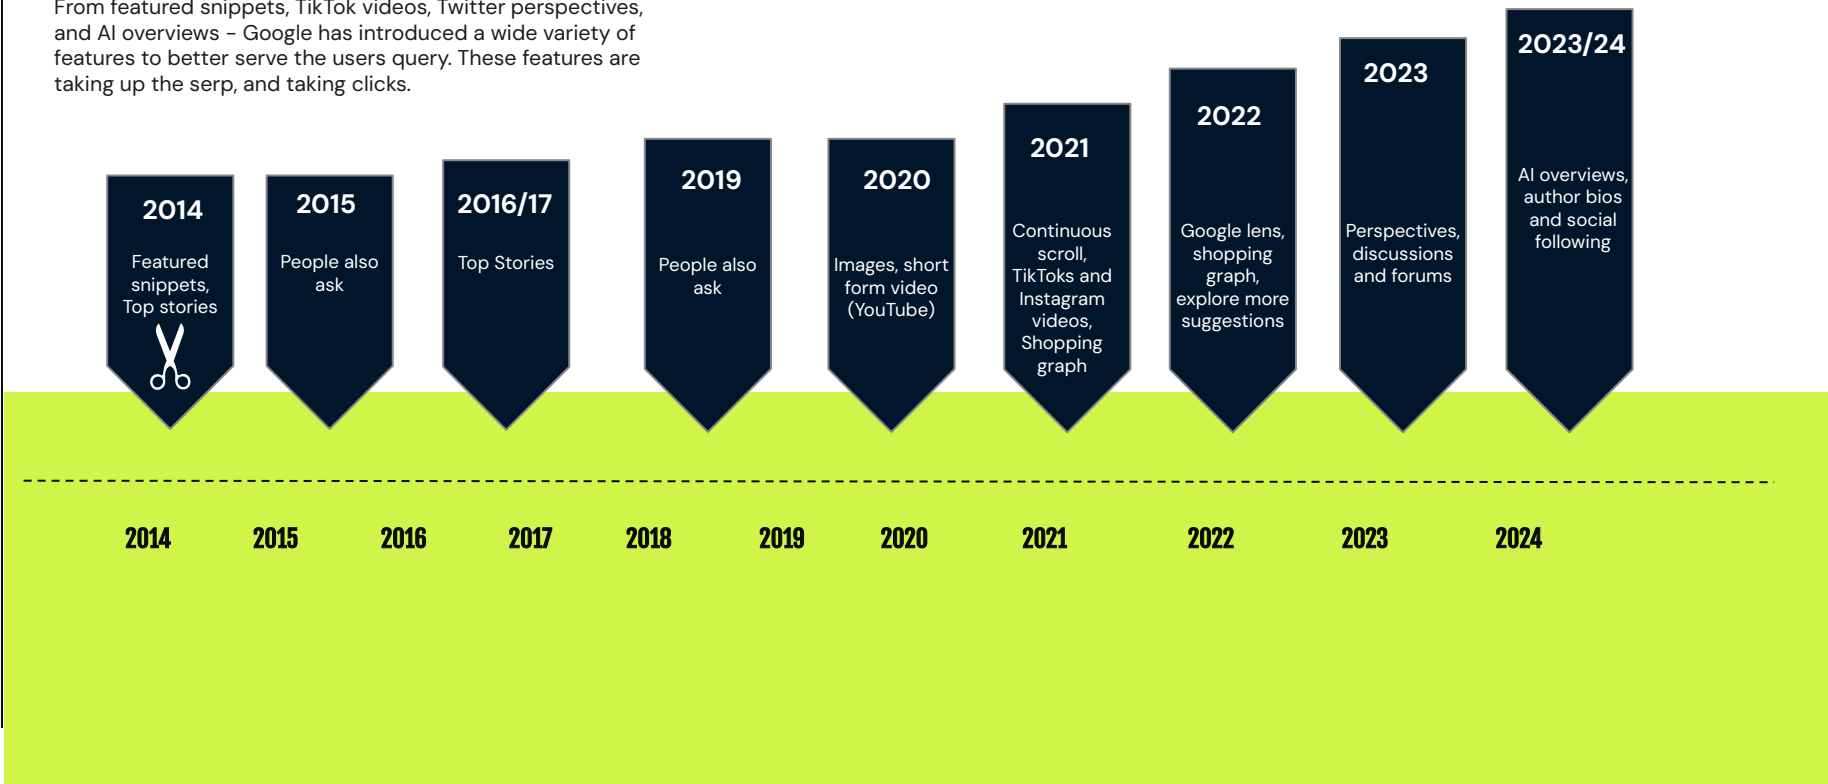 From featured snippets, TikTok videos, Twitter perspectives,
and AI overviews - Google has introduced a wide variety of
features to better serve the users query. These features are
taking up the serp, and taking clicks.
2014
Featured
snippets,
Top stories
2015
People also
ask
2016/17
Top Stories
2019
People also
ask
2020
Images, short
form video
(YouTube)
2021
Continuous
scroll,
TikToks and
Instagram
videos,
Shopping
graph
2022
Google lens,
shopping
graph,
explore more
suggestions
2023
Perspectives,
discussions
and forums
2023/24
AI overviews,
author bios
and social
following
2014 2015 2016 2017 2018 2019 2020 2021 2022 2023 2024